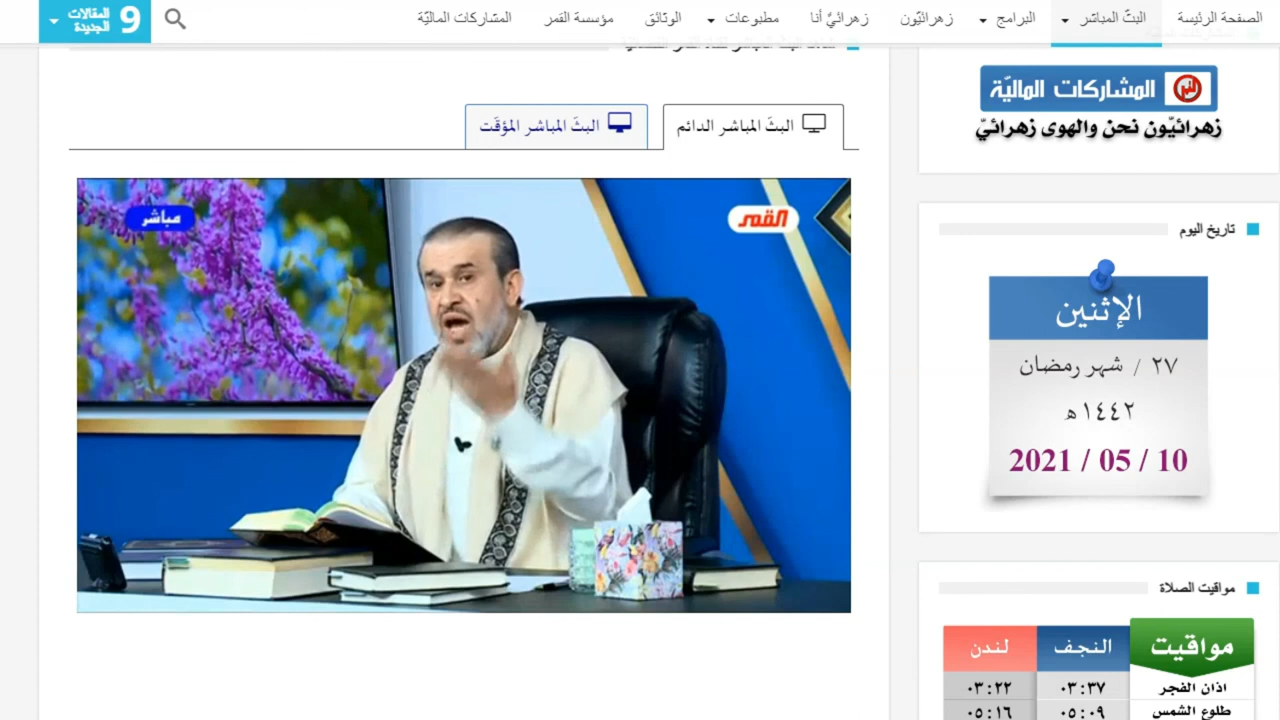 الصفحة الرئيسة
البثّ المباشر
البرامج
زهرائيّون
زهرائيٌّ أنا
مطبوعات
الوثائق
مؤسسة القمر
المشاركات الماليّة
9 المقالات الجديدة
المشاركات الماليّة
زهرائيّون نحن والهوى زهرائيّ
البثّ المباشر الدائم
البثّ المباشر المؤقّت
مباشر
القمر
تاريخ اليوم
الإثنين
٢٧ / شهر رمضان
١٤٤٢هـ
2021 / 05 / 10
مواقيت الصلاة
مواقيت النجف لندن
اذان الفجر ٠٣:٣٧ ٠٣:٢٢
طلوع الشمس ٠٥:٠٩ ٠٥:١٦